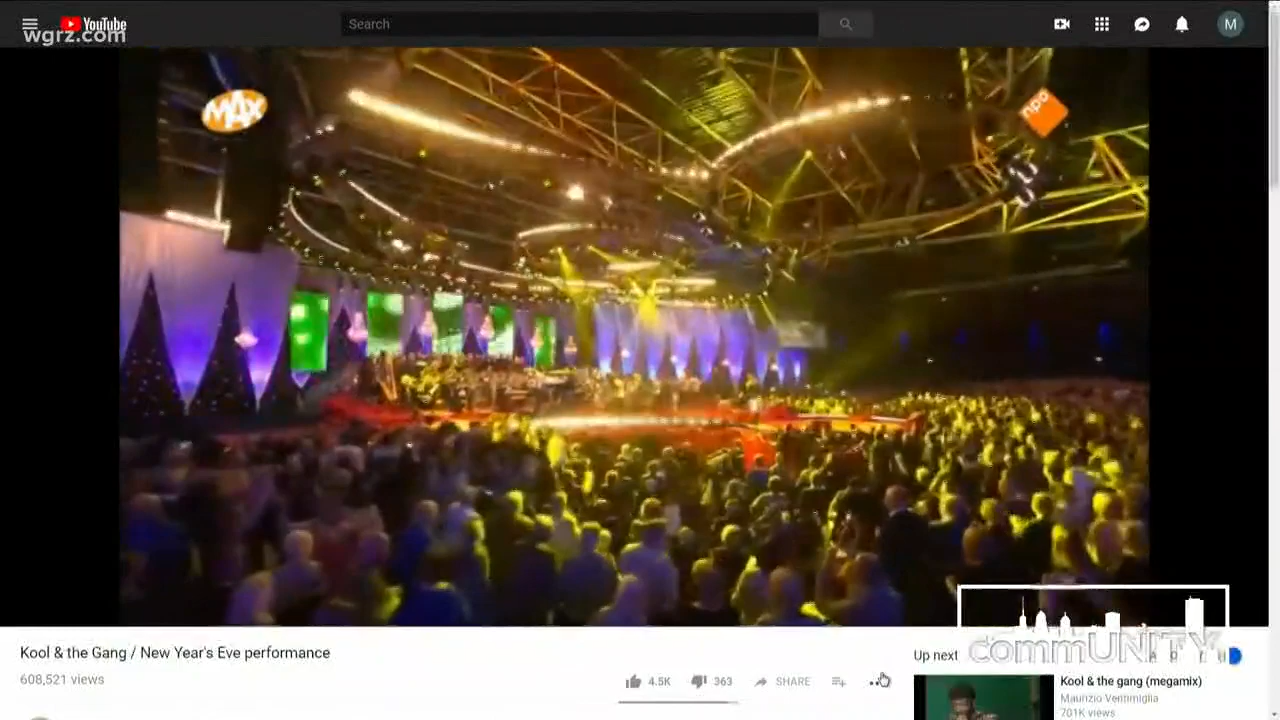 YouTube
wgrz.com
Search
M
MAX
npo
Kool & the Gang / New Year's Eve performance
608,521 views
4.5K
363
SHARE
Up next
commUNITY
Kool & the gang (megamix)
Maurizio Vemmiglia
701K views